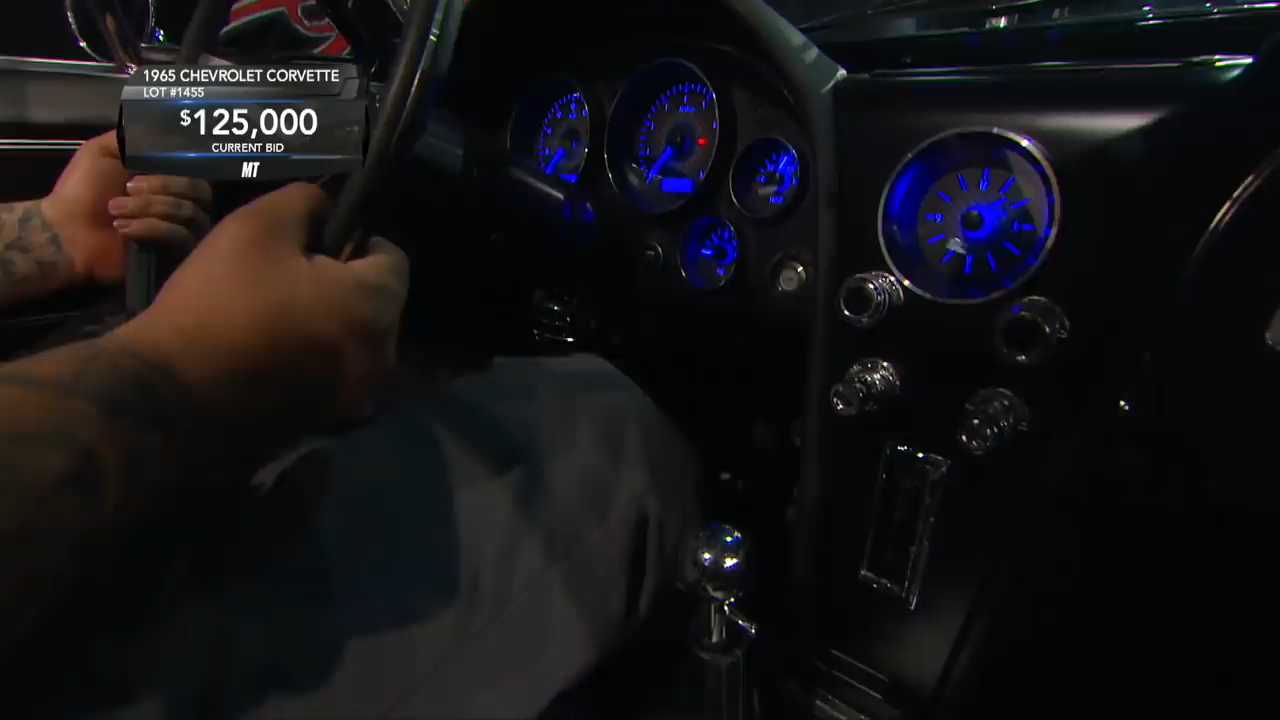 1965 CHEVROLET CORVETTE
LOT #1455
$125,000
CURRENT BID
MT